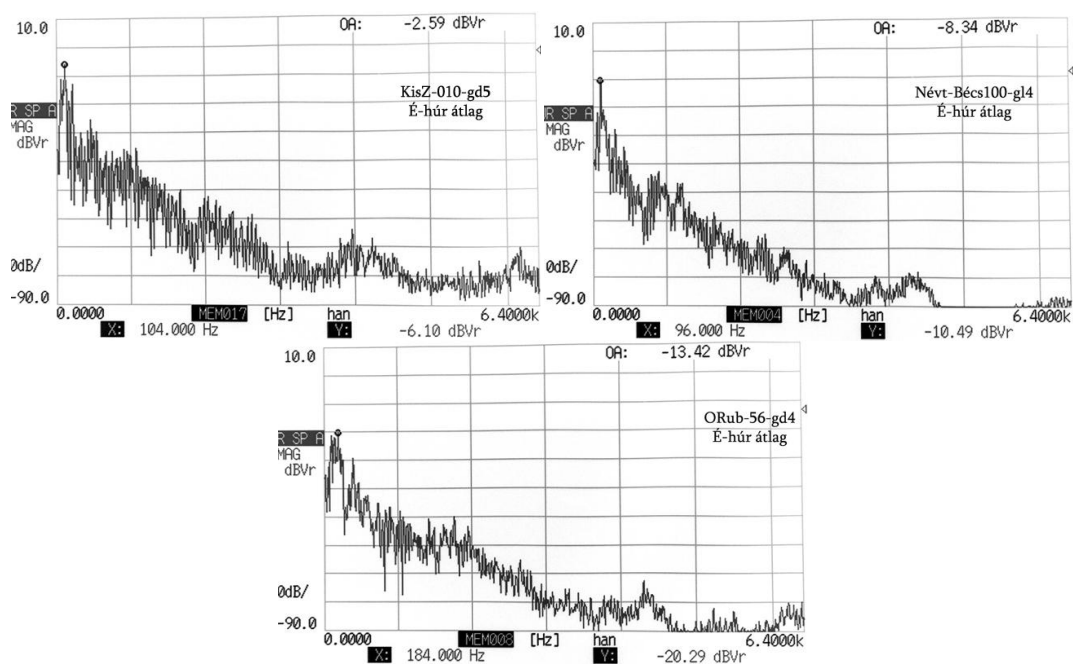 10.0
OA: -2.59 dBVr
KisZ-010-gd5
É-húr átlag
R SP A
MAG
dBVr
0dB/
-90.0
0.0000 MEM017 [Hz] han 6.4000k
X: 104.000 Hz Y: -6.10 dBVr
10.0
OA: -8.34 dBVr
Névt-Bécs100-gl4
É-húr átlag
R SP A
MAG
dBVr
0dB/
-90.0
0.0000 MEM004 [Hz] han 6.4000k
X: 96.000 Hz Y: -10.49 dBVr
10.0
OA: -13.42 dBVr
ORub-56-gd4
É-húr átlag
R SP A
MAG
dBVr
0dB/
-90.0
0.0000 MEM008 [Hz] han 6.4000k
X: 184.000 Hz Y: -20.29 dBVr